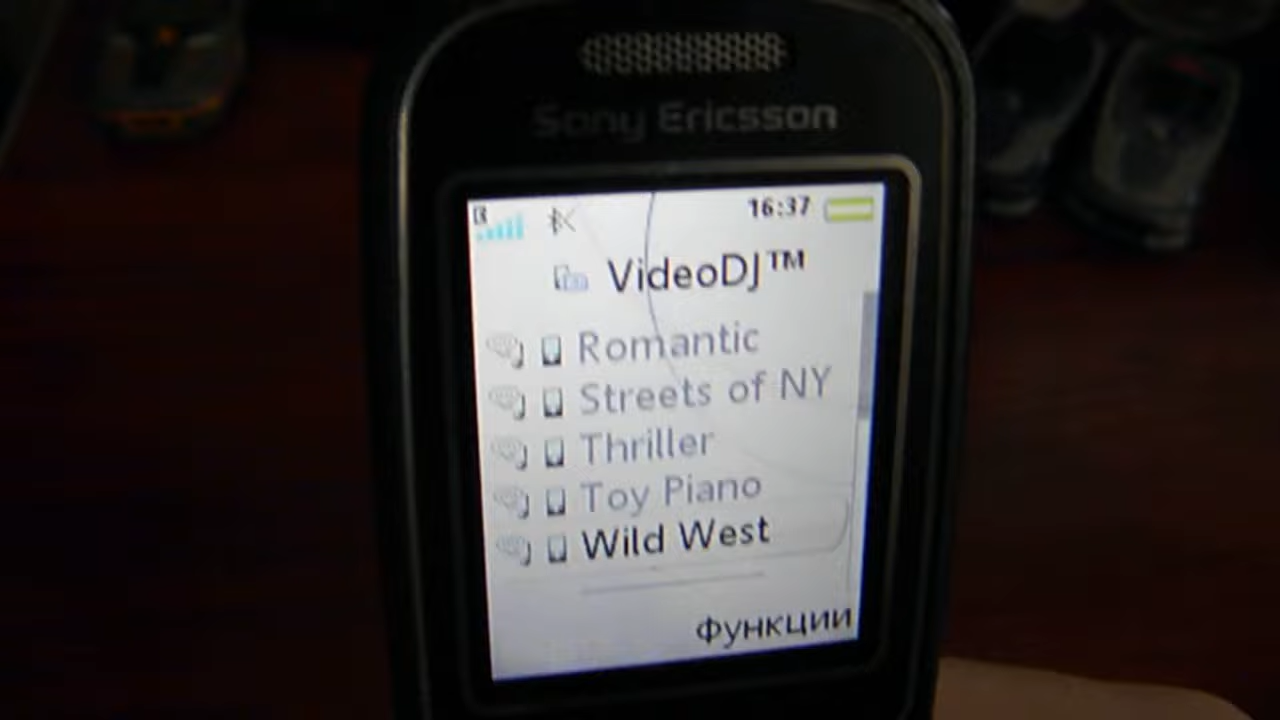 Sony Ericsson
16:37
VideoDJ™
Romantic
Streets of NY
Thriller
Toy Piano
Wild West
Функции